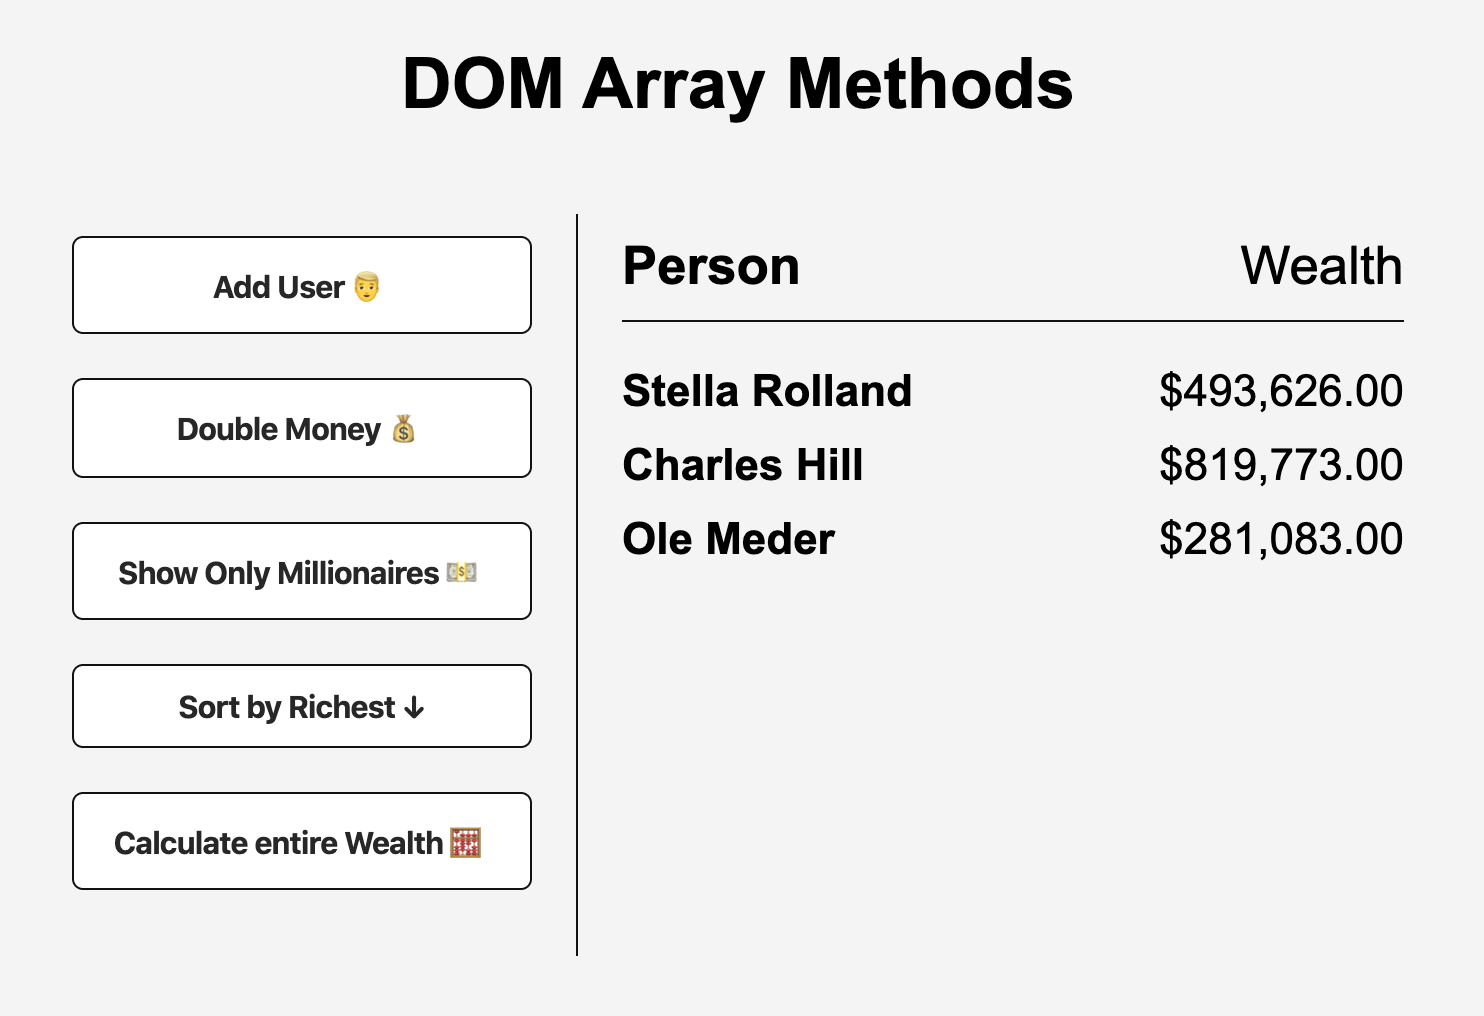 DOM Array Methods
Add User 👨
Double Money 💰
Show Only Millionaires 💵
Sort by Richest ↓
Calculate entire Wealth 🧮
Person Wealth
Stella Rolland $493,626.00
Charles Hill $819,773.00
Ole Meder $281,083.00